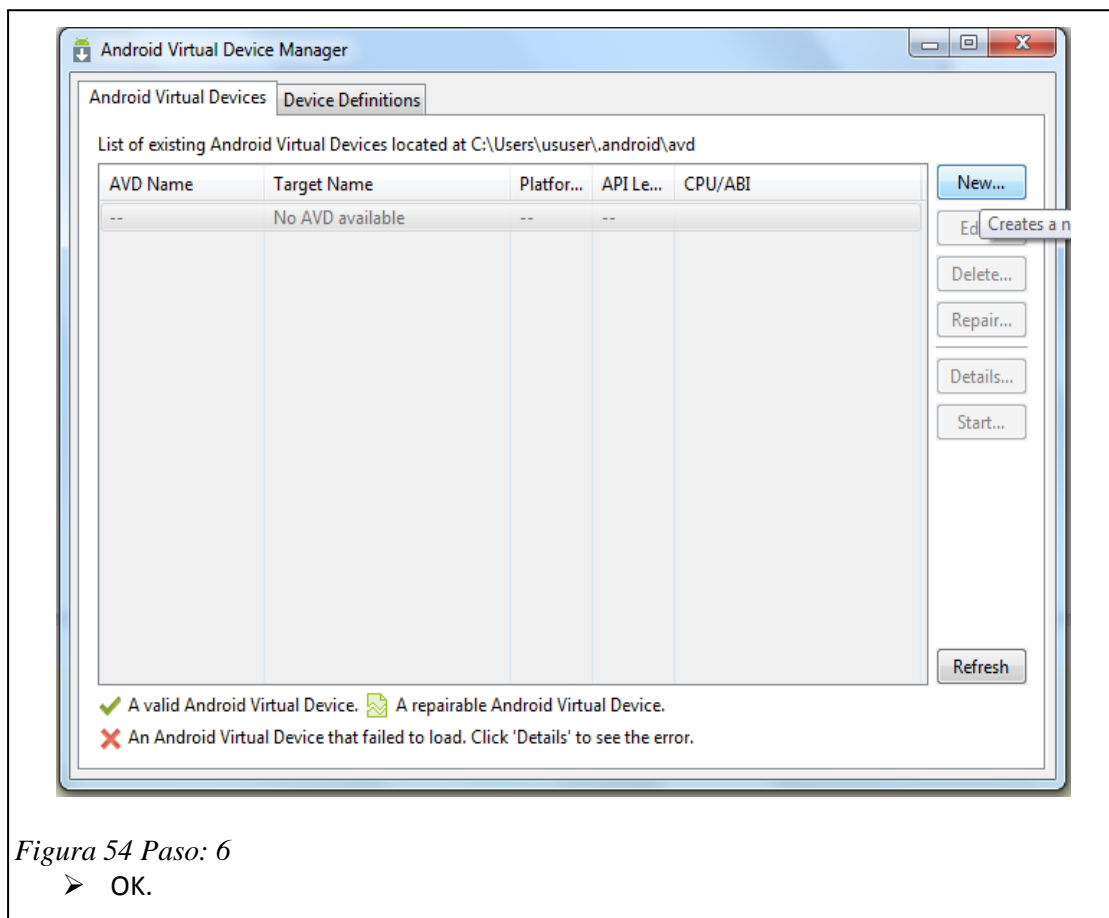 Android Virtual Device Manager
Android Virtual Devices Device Definitions
List of existing Android Virtual Devices located at C:\Users\ususer\.android\avd
AVD Name Target Name Platfor... API Le... CPU/ABI
-- No AVD available -- --
New...
Ed
Creates a n
Delete...
Repair...
Details...
Start...
Refresh
A valid Android Virtual Device. A repairable Android Virtual Device.
An Android Virtual Device that failed to load. Click 'Details' to see the error.
Figura 54 Paso: 6
➢ OK.